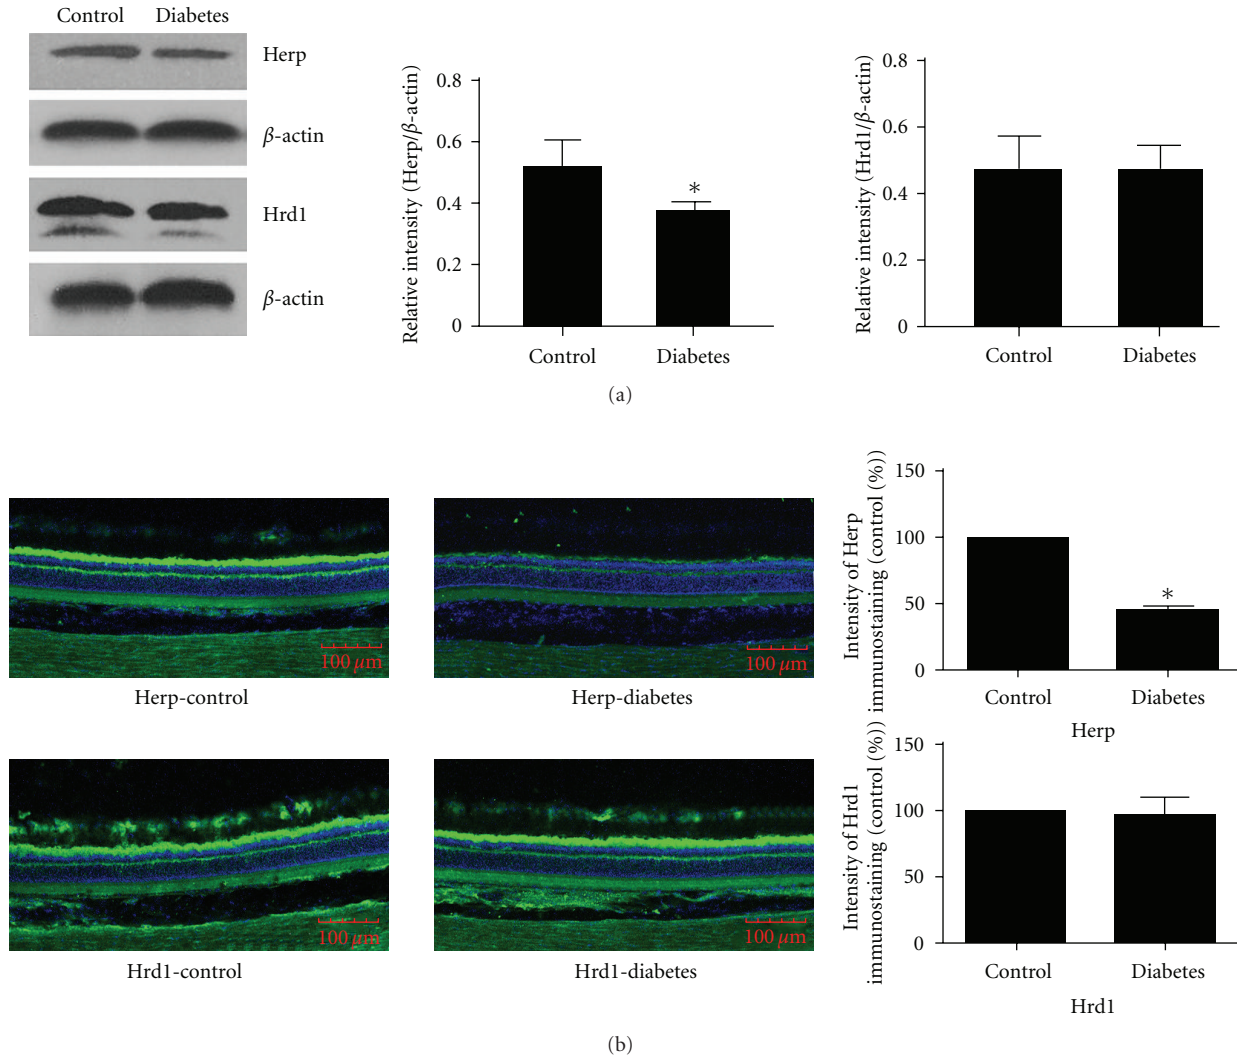 Control Diabetes
Herp
β-actin
Hrd1
β-actin
Relative intensity (Herp/β-actin)
0.8
0.6
0.4
0.2
0
*
Control Diabetes
Relative intensity (Hrd1/β-actin)
0.8
0.6
0.4
0.2
0
Control Diabetes
(a)
100 μm
Herp-control
100 μm
Herp-diabetes
Intensity of Herp
immunostaining (control (%))
150
100
50
0
*
Control Diabetes
Herp
100 μm
Hrd1-control
100 μm
Hrd1-diabetes
Intensity of Hrd1
immunostaining (control (%))
150
100
50
0
Control Diabetes
Hrd1
(b)